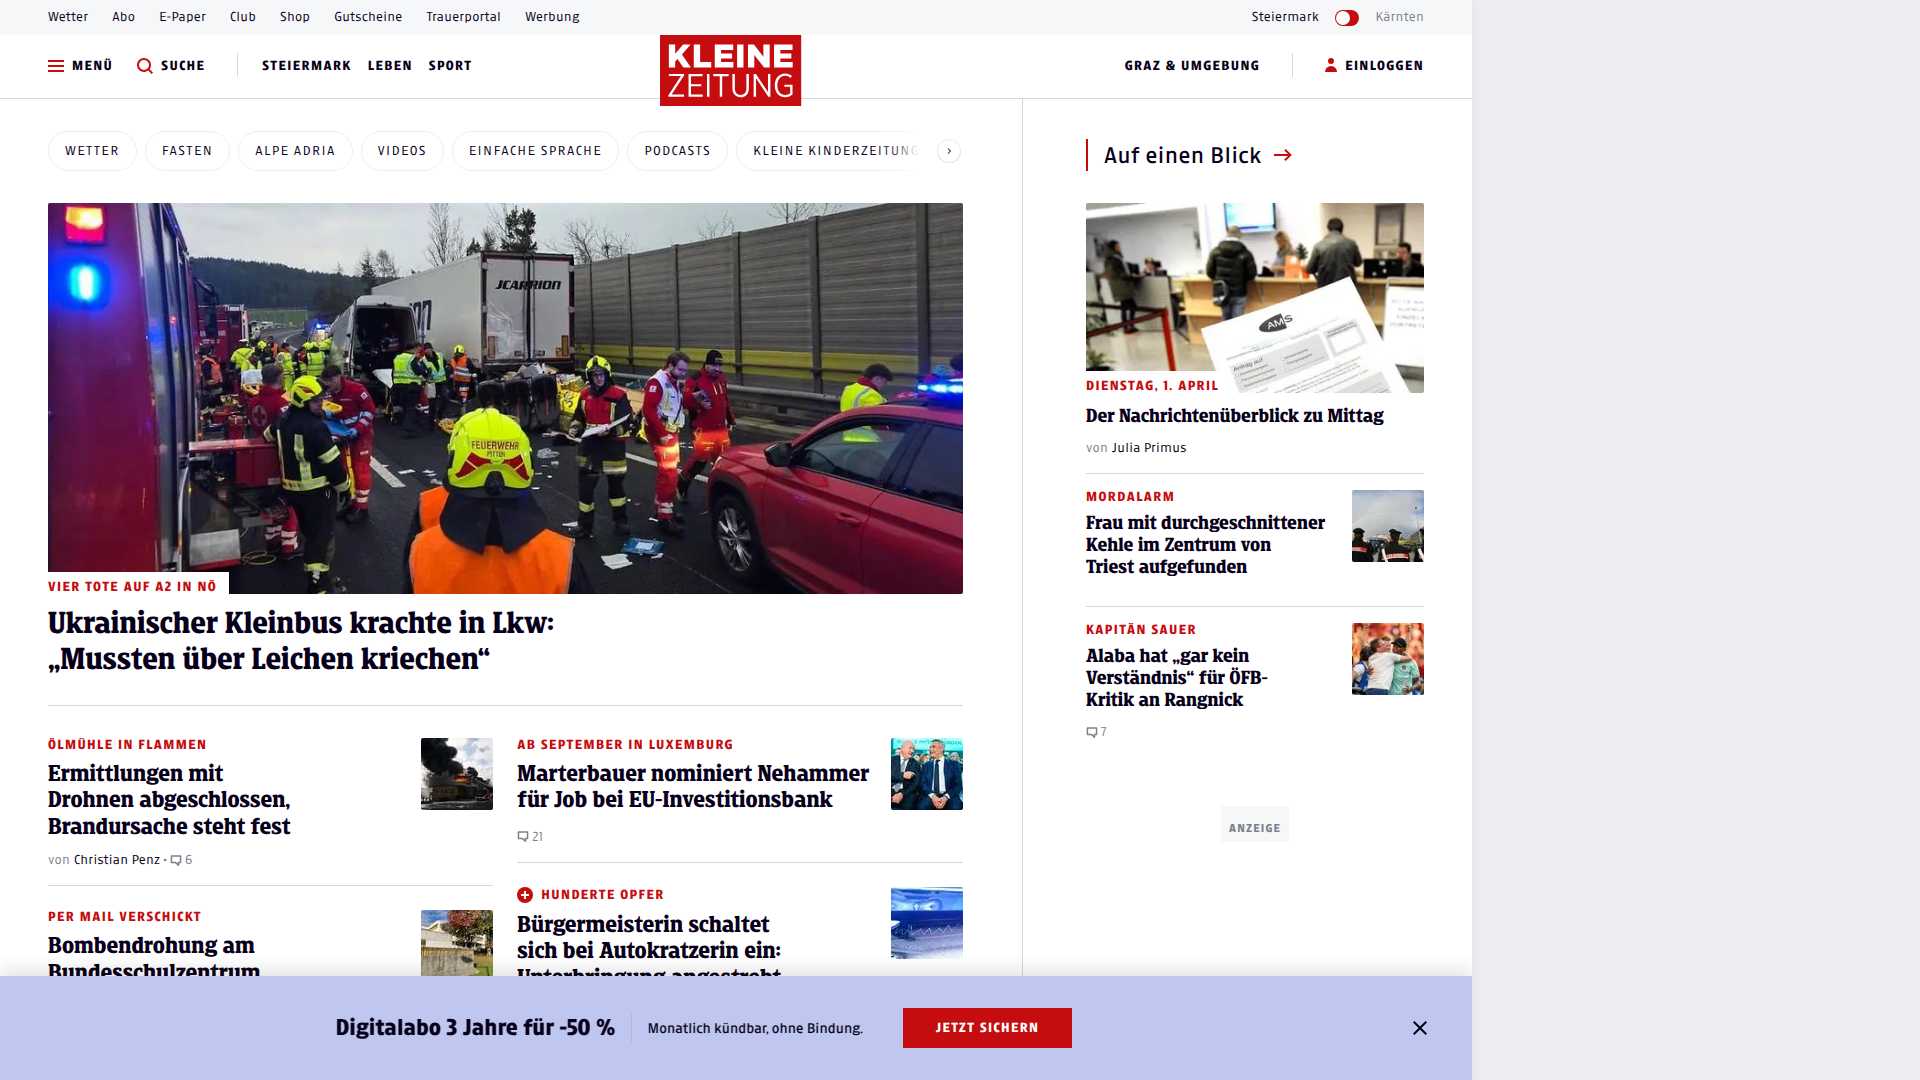 Wetter Abo E-Paper Club Shop Gutscheine Trauerportal Werbung Steiermark Kärnten
MENÜ SUCHE STEIERMARK LEBEN SPORT KLEINE ZEITUNG GRAZ & UMGEBUNG EINLOGGEN
WETTER FASTEN ALPE ADRIA VIDEOS EINFACHE SPRACHE PODCASTS KLEINE KINDERZEITUNG
JCARRION
FEUERWEHR
PITTEN
VIER TOTE AUF A2 IN NÖ
Ukrainischer Kleinbus krachte in Lkw:
„Mussten über Leichen kriechen“
ÖLMÜHLE IN FLAMMEN
Ermittlungen mit
Drohnen abgeschlossen,
Brandursache steht fest
von Christian Penz • 6
PER MAIL VERSCHICKT
Bombendrohung am
Bundesschulzentrum
AB SEPTEMBER IN LUXEMBURG
Marterbauer nominiert Nehammer
für Job bei EU-Investitionsbank
21
HUNDERTE OPFER
Bürgermeisterin schaltet
sich bei Autokratzerin ein:
Unterbringung angestrebt
Auf einen Blick
AMS
DIENSTAG, 1. APRIL
Der Nachrichtenüberblick zu Mittag
von Julia Primus
MORDALARM
Frau mit durchgeschnittener
Kehle im Zentrum von
Triest aufgefunden
KAPITÄN SAUER
Alaba hat „gar kein
Verständnis“ für ÖFB-
Kritik an Rangnick
7
ANZEIGE
Digitalabo 3 Jahre für -50 % Monatlich kündbar, ohne Bindung. JETZT SICHERN